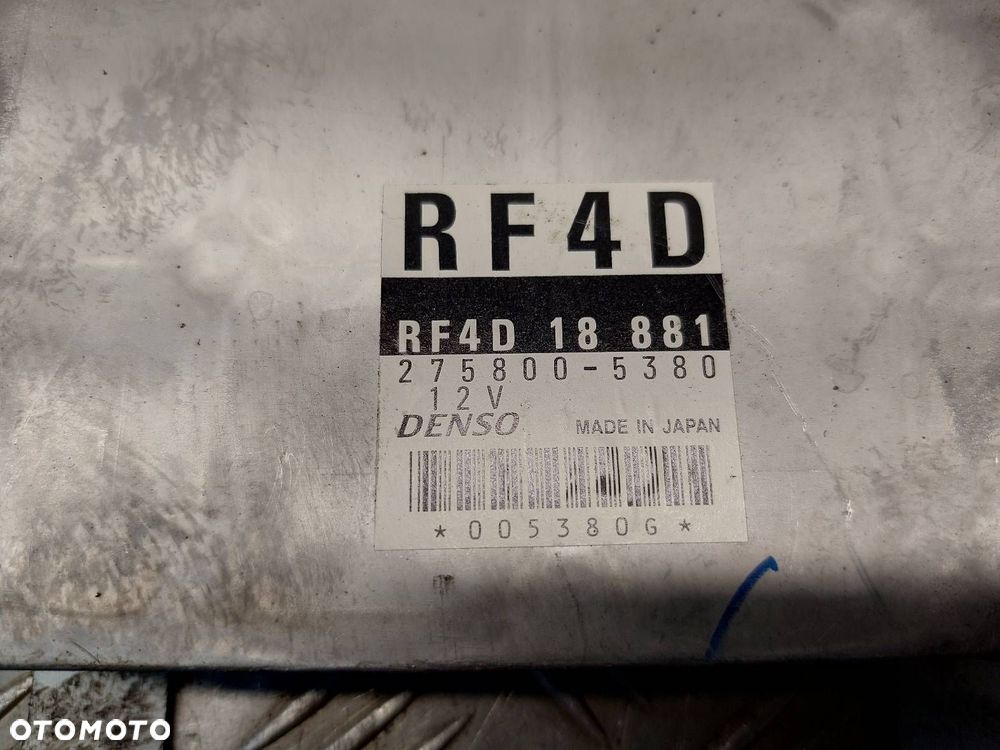 RF4D
RF4D 18 881
275800-5380
12V
DENSO MADE IN JAPAN
*005380G*
OTOMOTO